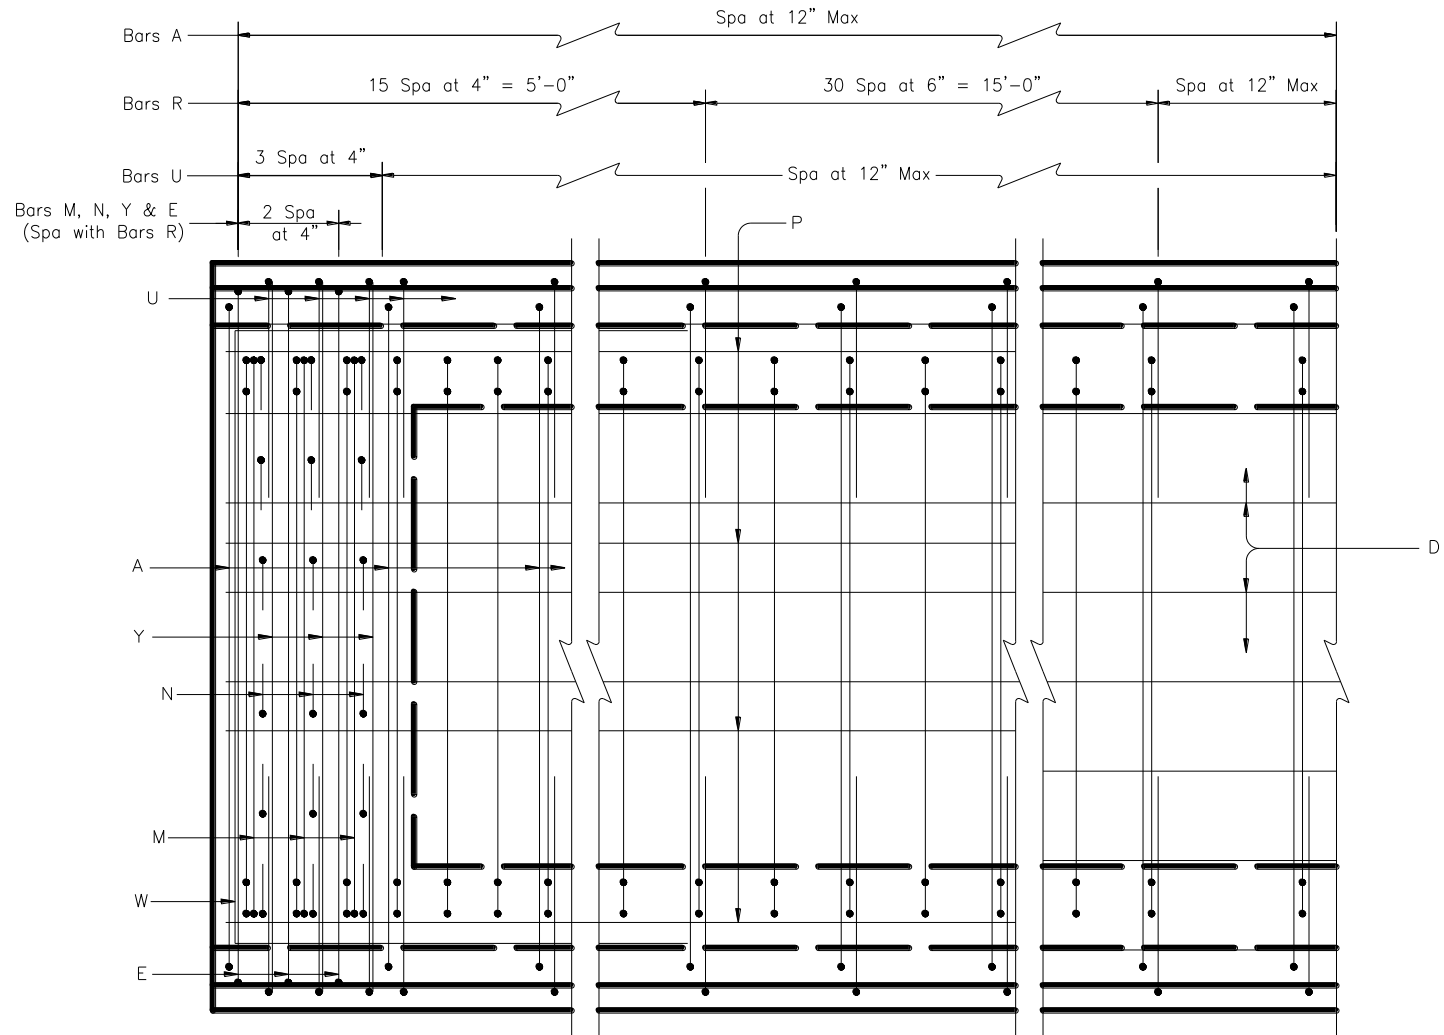 Spa at 12" Max
Bars A
15 Spa at 4" = 5'-0"
30 Spa at 6" = 15'-0"
Spa at 12" Max
Bars R
3 Spa at 4"
Bars U
Spa at 12" Max
Bars M, N, Y & E
(Spa with Bars R)
2 Spa
at 4"
P
U
D
A
Y
N
M
W
E